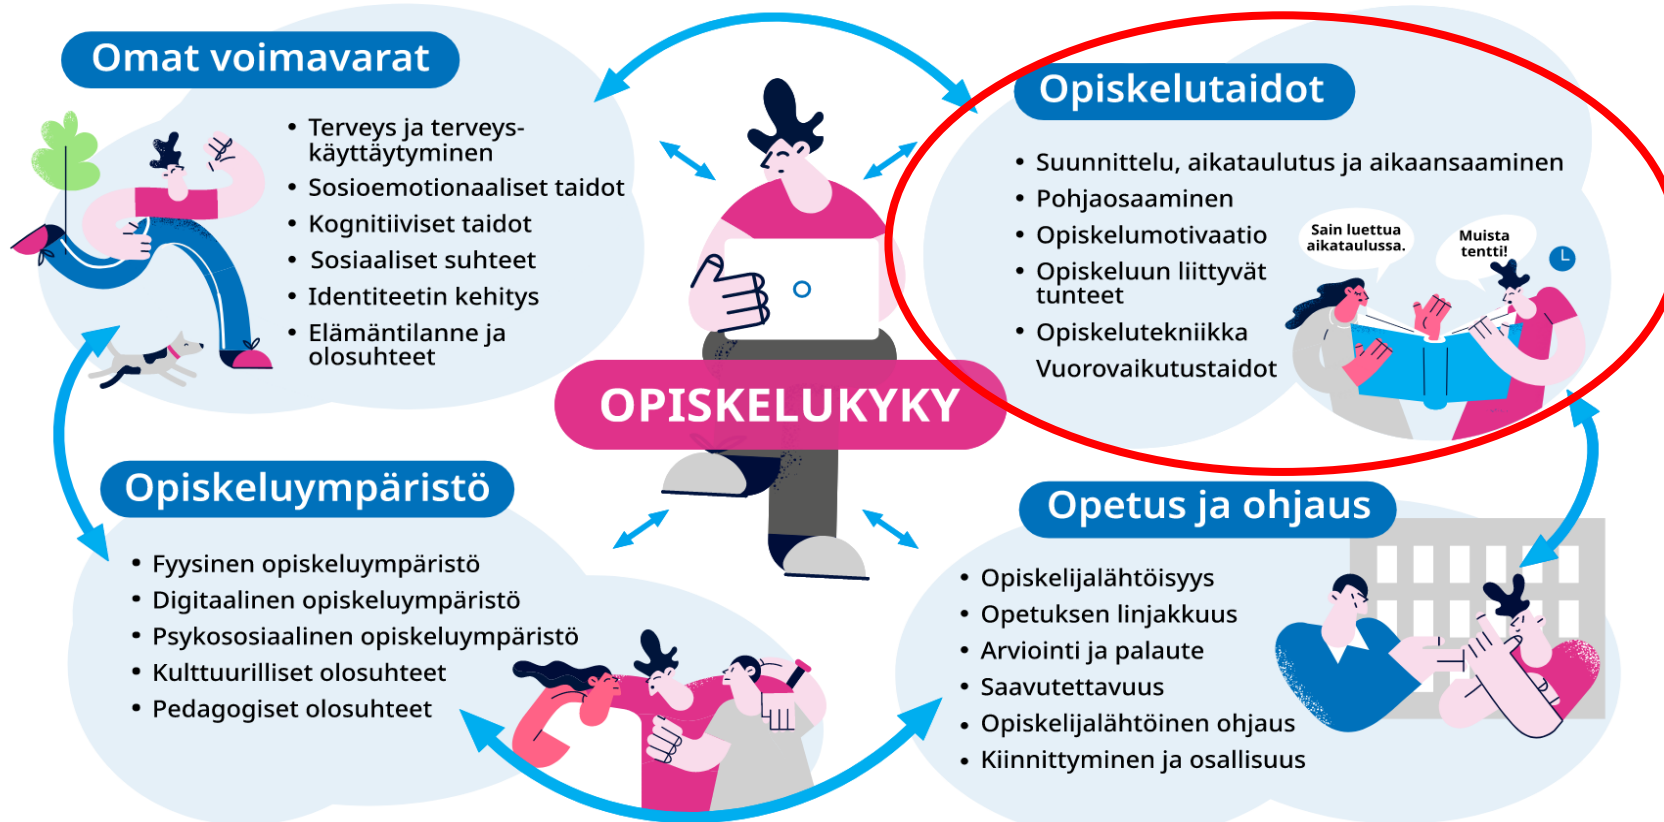 Omat voimavarat
• Terveys ja terveys-
käyttäytyminen
• Sosioemotionaaliset taidot
• Kognitiiviset taidot
• Sosiaaliset suhteet
• Identiteetin kehitys
• Elämäntilanne ja
olosuhteet
Opiskelutaidot
• Suunnittelu, aikataulutus ja aikaansaaminen
• Pohjaosaaminen
• Opiskelumotivaatio
• Opiskeluun liittyvät
tunteet
• Opiskelutekniikka
Vuorovaikutustaidot
Sain luettua
aikataulussa.
Muista
tentti!
OPISKELUKYKY
Opiskeluympäristö
• Fyysinen opiskeluympäristö
• Digitaalinen opiskeluympäristö
• Psykososiaalinen opiskeluympäristö
• Kulttuurilliset olosuhteet
• Pedagogiset olosuhteet
Opetus ja ohjaus
• Opiskelijalähtöisyys
• Opetuksen linjakkuus
• Arviointi ja palaute
• Saavutettavuus
• Opiskelijalähtöinen ohjaus
• Kiinnittyminen ja osallisuus